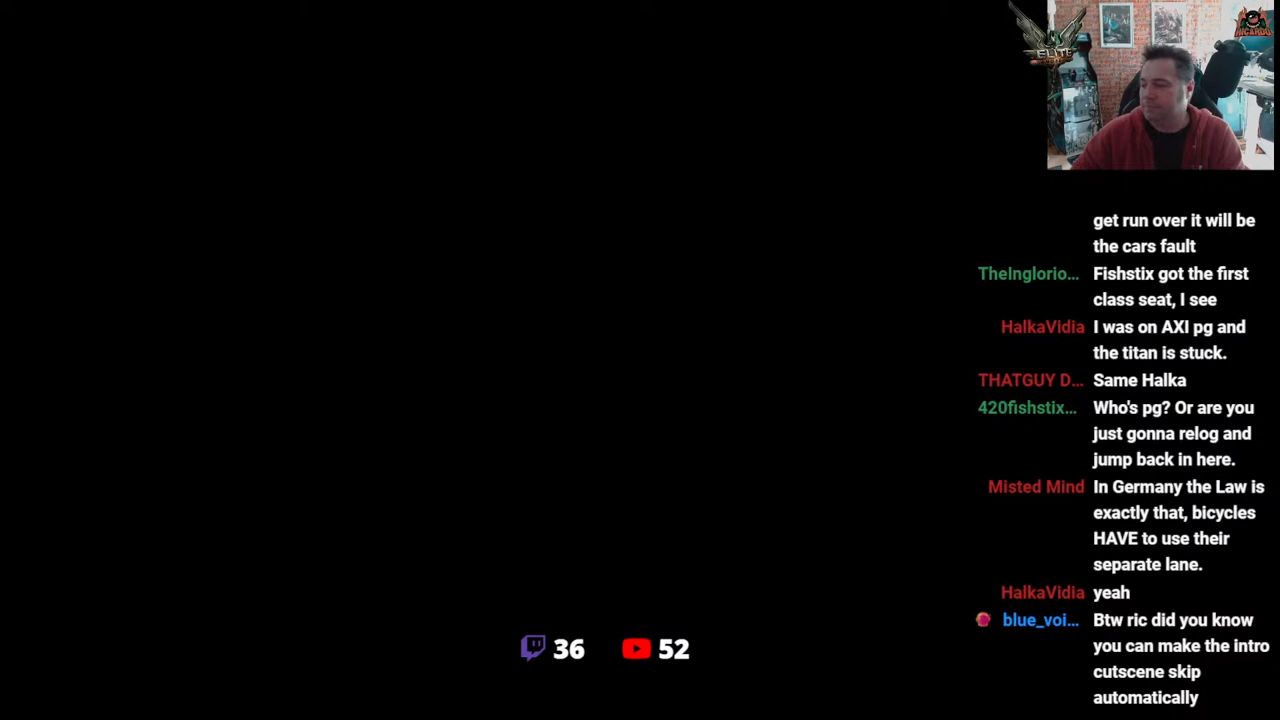 ELITE
RICARDO
get run over it will be
the cars fault
TheInglorio... Fishstix got the first
class seat, I see
HalkaVidia I was on AXI pg and
the titan is stuck.
THATGUY D... Same Halka
420fishstix... Who's pg? Or are you
just gonna relog and
jump back in here.
Misted Mind In Germany the Law is
exactly that, bicycles
HAVE to use their
separate lane.
HalkaVidia yeah
blue_voi... Btw ric did you know
you can make the intro
cutscene skip
automatically
36 52